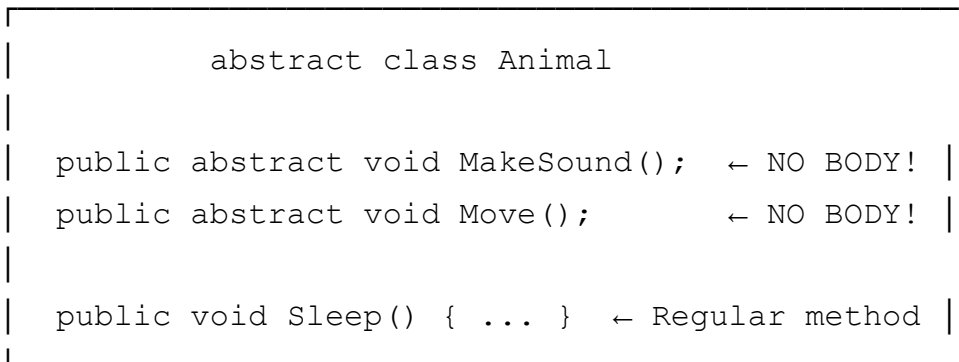 abstract class Animal
public abstract void MakeSound(); ← NO BODY!
public abstract void Move(); ← NO BODY!
public void Sleep() { ... } ← Regular method